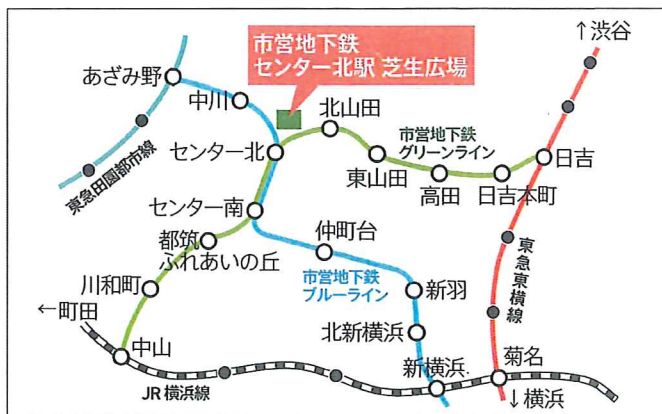 市営地下鉄
センター北駅 芝生広場
↑渋谷
あざみ野
中川
北山田
市営地下鉄
グリーンライン
日吉
センター北
東急田園都市線
東山田
高田
日吉本町
センター南
都筑
ふれあいの丘
仲町台
市営地下鉄
ブルーライン
東急東横線
川和町
新羽
←町田
北新横浜
中山
新横浜
菊名
JR 横浜線
↓横浜